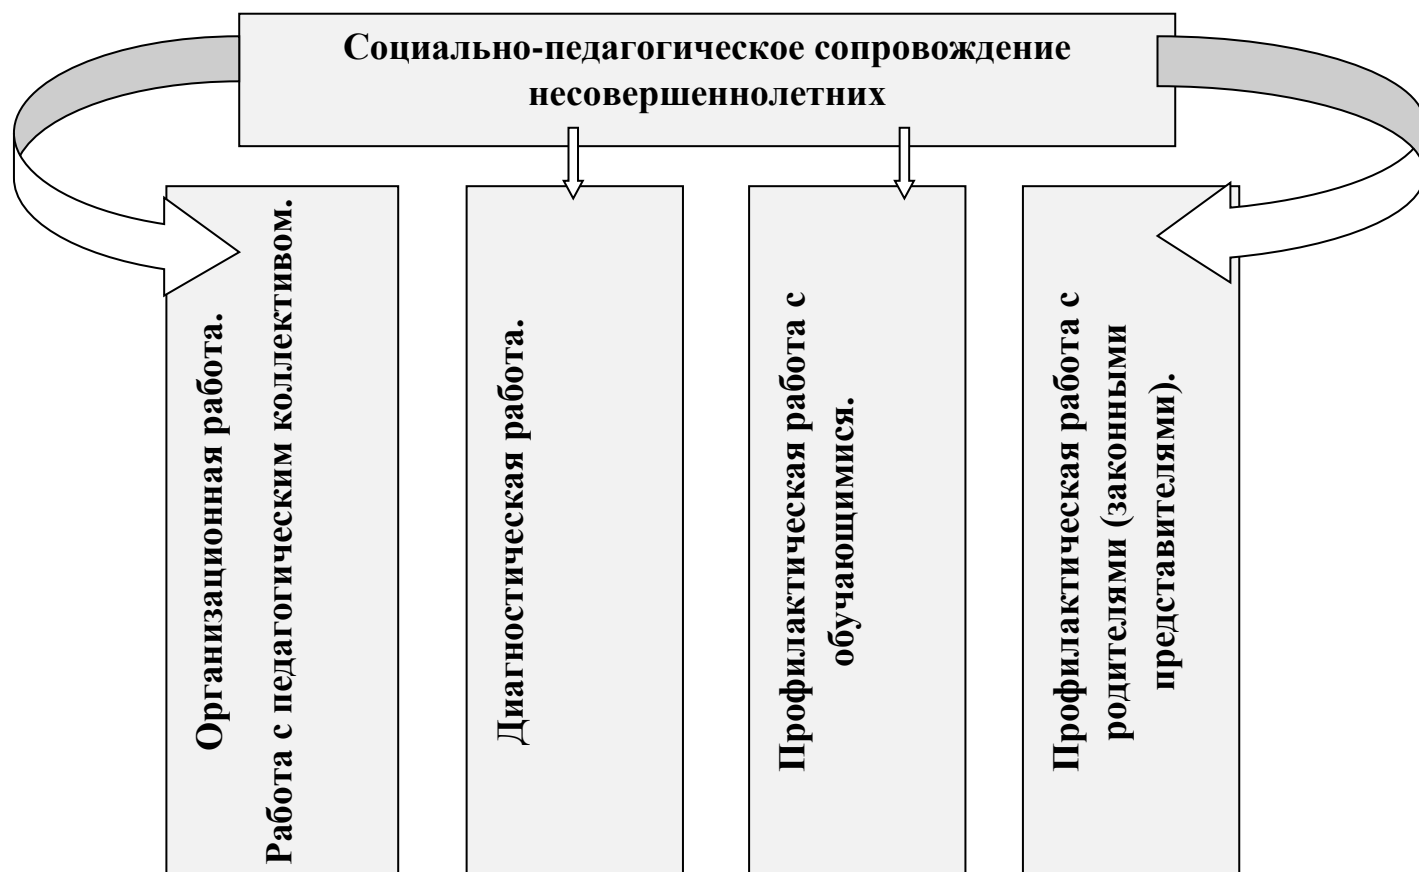 Социально-педагогическое сопровождение
несовершеннолетних
Организационная работа.
Работа с педагогическим коллективом.
Диагностическая работа.
Профилактическая работа с
обучающимися.
Профилактическая работа с
родителями (законными
представителями).